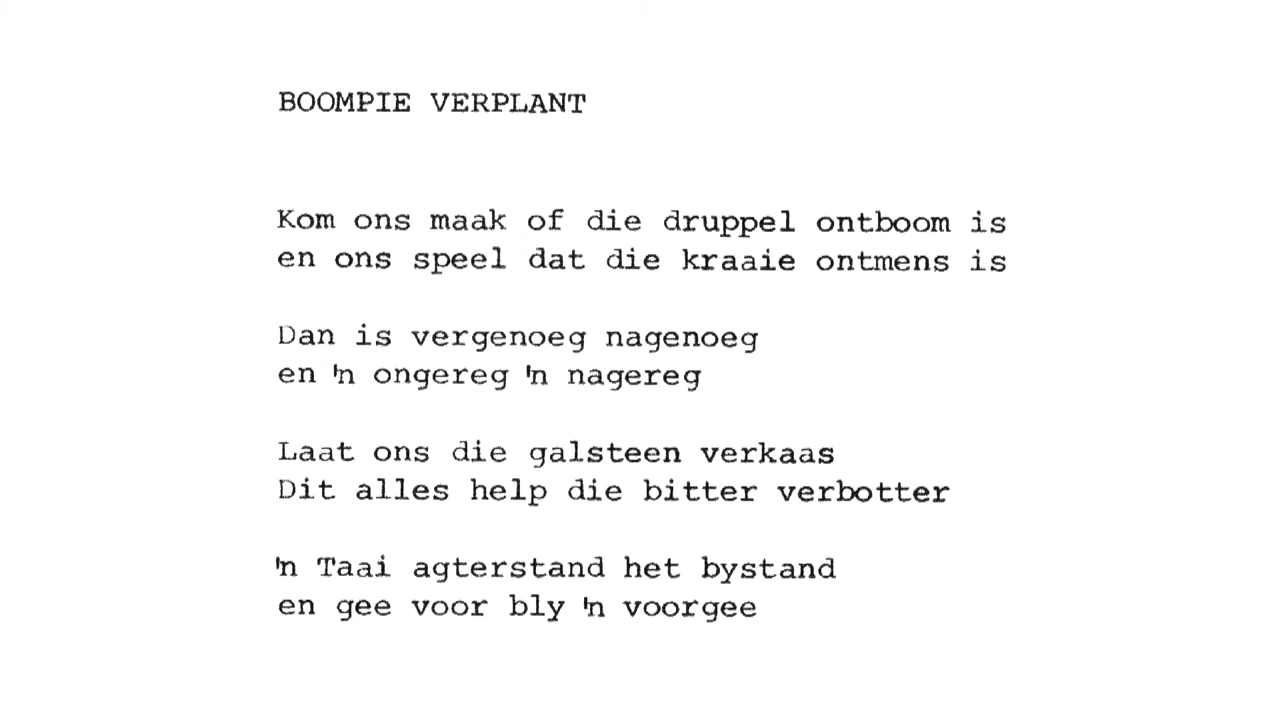 BOOMPIE VERPLANT
Kom ons maak of die druppel ontboom is
en ons speel dat die kraaie ontmens is
Dan is vergenoeg nagenoeg
en 'n ongereg 'n nagereg
Laat ons die galsteen verkaas
Dit alles help die bitter verbotter
'n Taai agterstand het bystand
en gee voor bly 'n voorgee